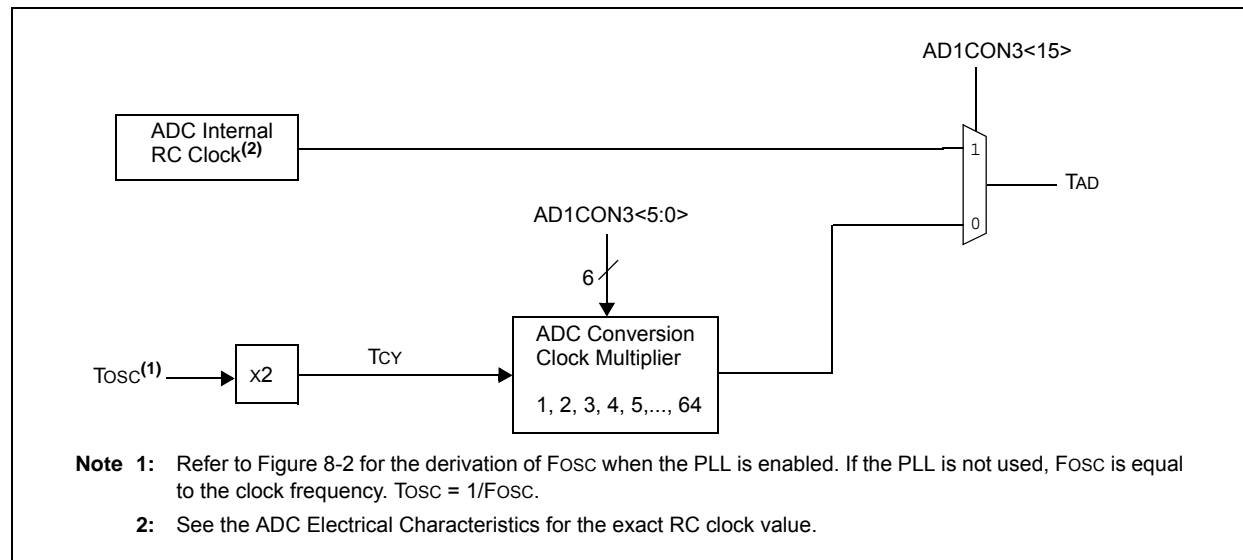 AD1CON3<15>
ADC Internal
RC Clock(2)
1
TAD
AD1CON3<5:0>
0
6
ADC Conversion
Clock Multiplier
TOSC(1)
X2
TCY
1, 2, 3, 4, 5,..., 64
Note 1: Refer to Figure 8-2 for the derivation of FOSC when the PLL is enabled. If the PLL is not used, FOSC is equal
to the clock frequency. TOSC = 1/FOSC.
2: See the ADC Electrical Characteristics for the exact RC clock value.